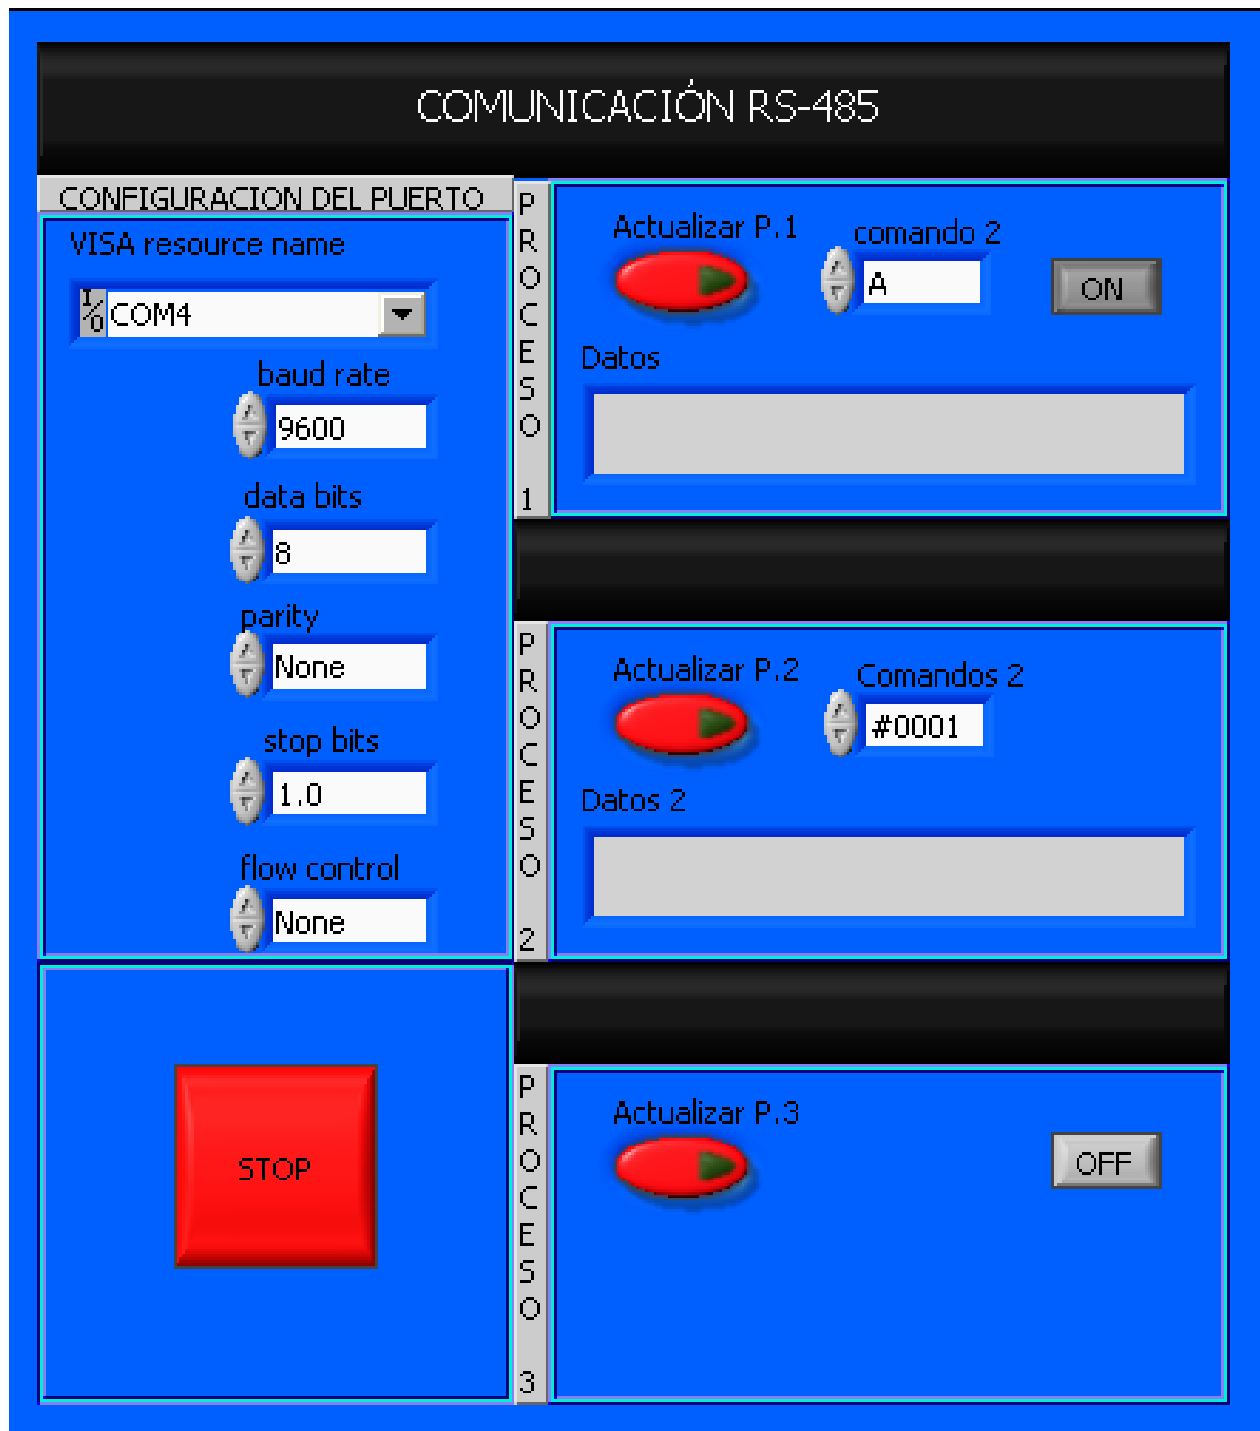 COMUNICACIÓN RS-485
CONFIGURACION DEL PUERTO
VISA resource name
I/O
COM4
baud rate
9600
data bits
8
parity
None
stop bits
1.0
flow control
None
STOP
PROCESO 1
Actualizar P.1
comando 2
A
ON
Datos
PROCESO 2
Actualizar P.2
Comandos 2
#0001
Datos 2
PROCESO 3
Actualizar P.3
OFF